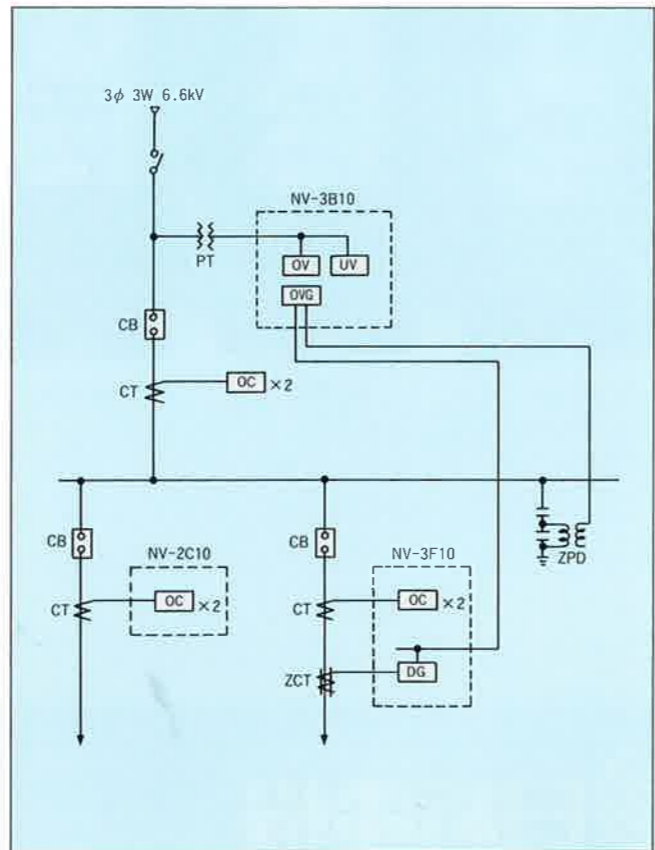 3φ 3W 6.6kV
NV-3B10
PT
OV
UV
OVG
CB
CT
OC ×2
CB
NV-2C10
CT
OC ×2
CB
NV-3F10
CT
OC ×2
ZCT
DG
ZPD